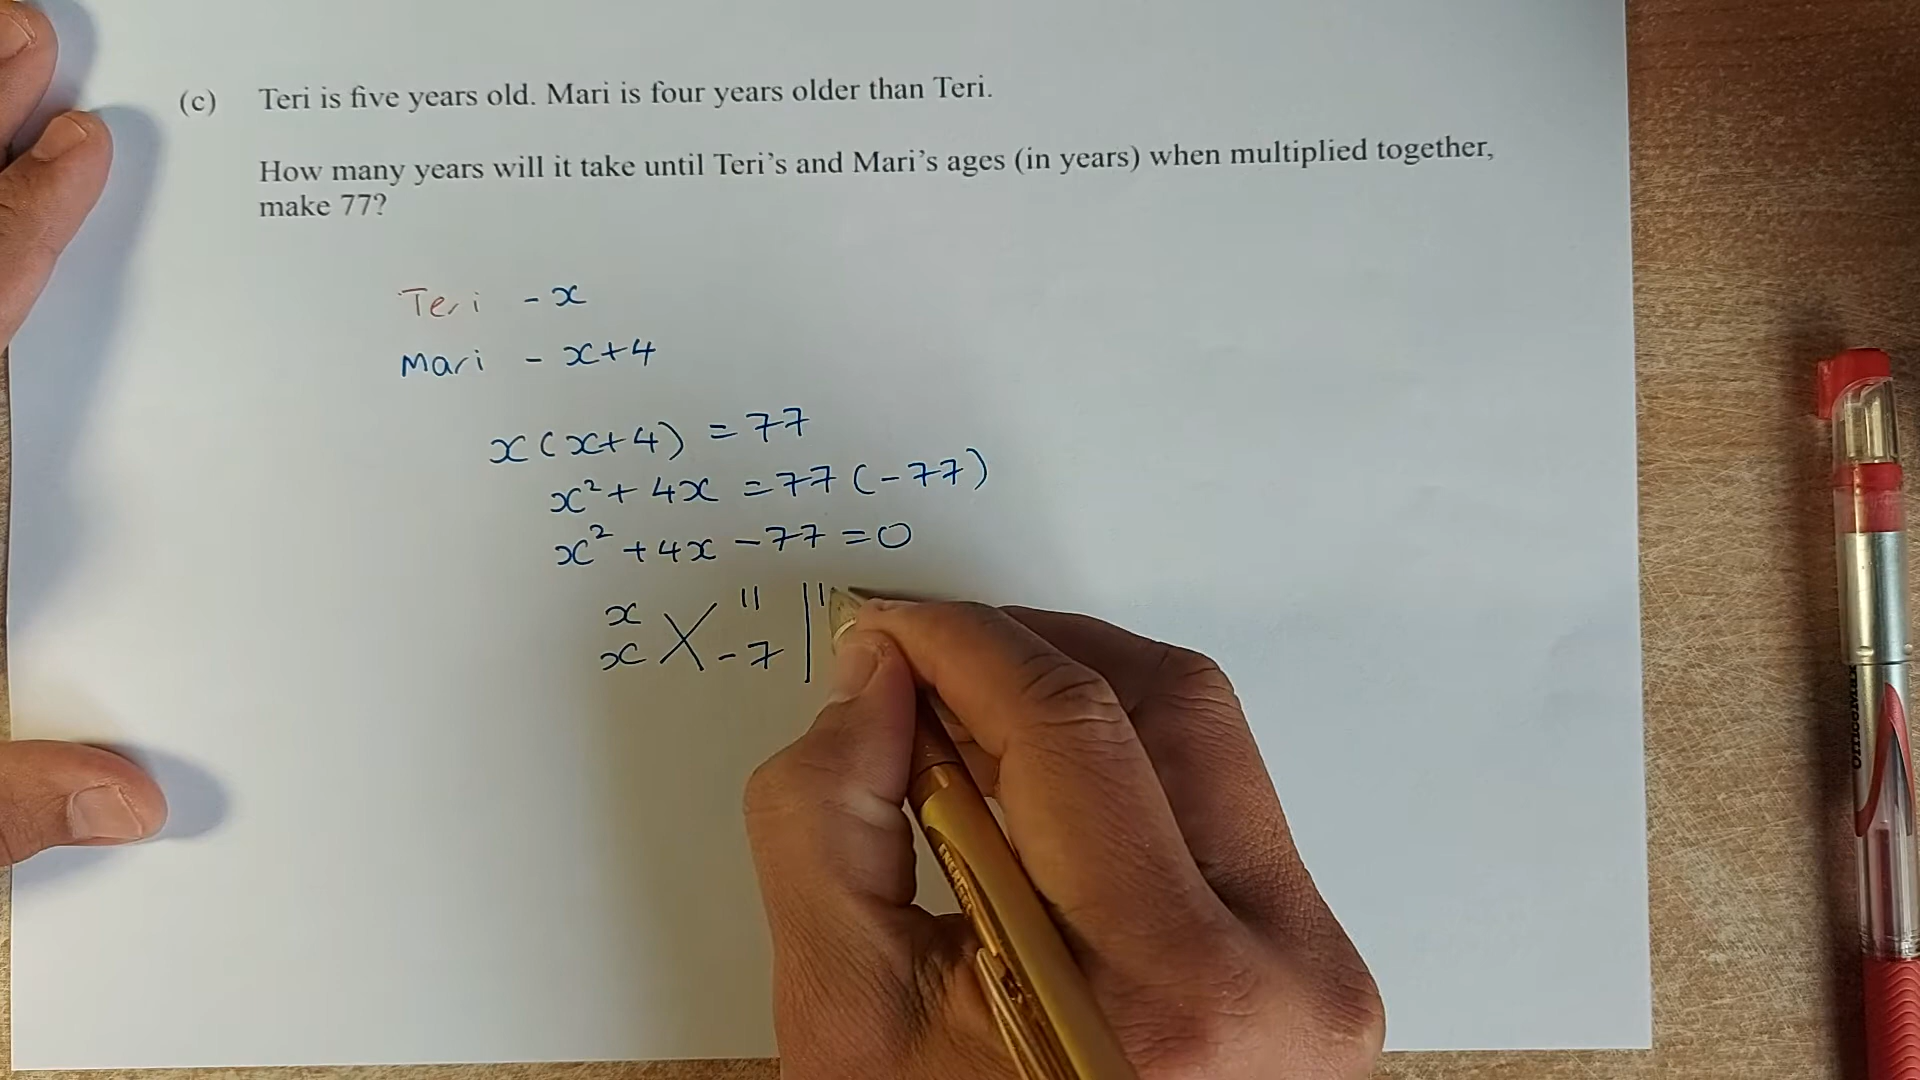 (c) Teri is five years old. Mari is four years older than Teri.
How many years will it take until Teri's and Mari's ages (in years) when multiplied together,
make 77?
Teri - x
Mari - x+4
x(x+4) = 77
x² + 4x = 77 (-77)
x² + 4x - 77 = 0
x 11
x -7
OfficeMax
ENERGEL